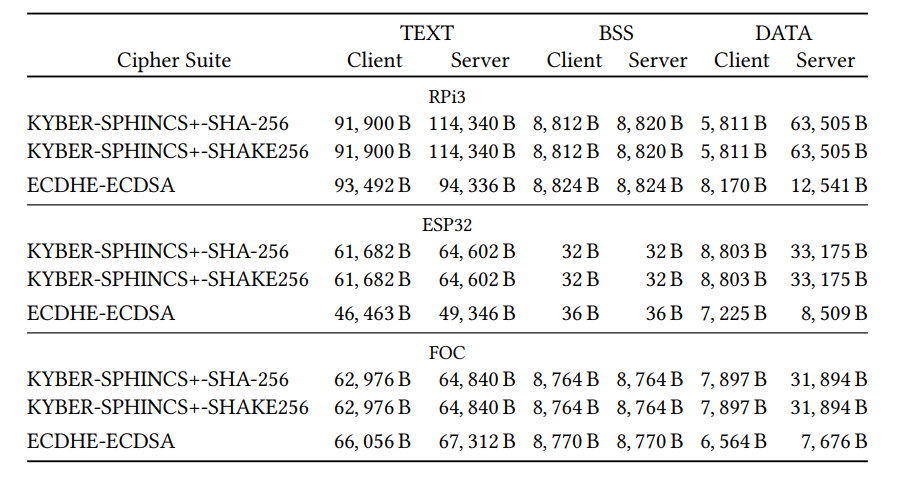 TEXT BSS DATA
Cipher Suite Client Server Client Server Client Server
RPi3
KYBER-SPHINCS+-SHA-256 91, 900 B 114, 340 B 8, 812 B 8, 820 B 5, 811 B 63, 505 B
KYBER-SPHINCS+-SHAKE256 91, 900 B 114, 340 B 8, 812 B 8, 820 B 5, 811 B 63, 505 B
ECDHE-ECDSA 93, 492 B 94, 336 B 8, 824 B 8, 824 B 8, 170 B 12, 541 B
ESP32
KYBER-SPHINCS+-SHA-256 61, 682 B 64, 602 B 32 B 32 B 8, 803 B 33, 175 B
KYBER-SPHINCS+-SHAKE256 61, 682 B 64, 602 B 32 B 32 B 8, 803 B 33, 175 B
ECDHE-ECDSA 46, 463 B 49, 346 B 36 B 36 B 7, 225 B 8, 509 B
FOC
KYBER-SPHINCS+-SHA-256 62, 976 B 64, 840 B 8, 764 B 8, 764 B 7, 897 B 31, 894 B
KYBER-SPHINCS+-SHAKE256 62, 976 B 64, 840 B 8, 764 B 8, 764 B 7, 897 B 31, 894 B
ECDHE-ECDSA 66, 056 B 67, 312 B 8, 770 B 8, 770 B 6, 564 B 7, 676 B